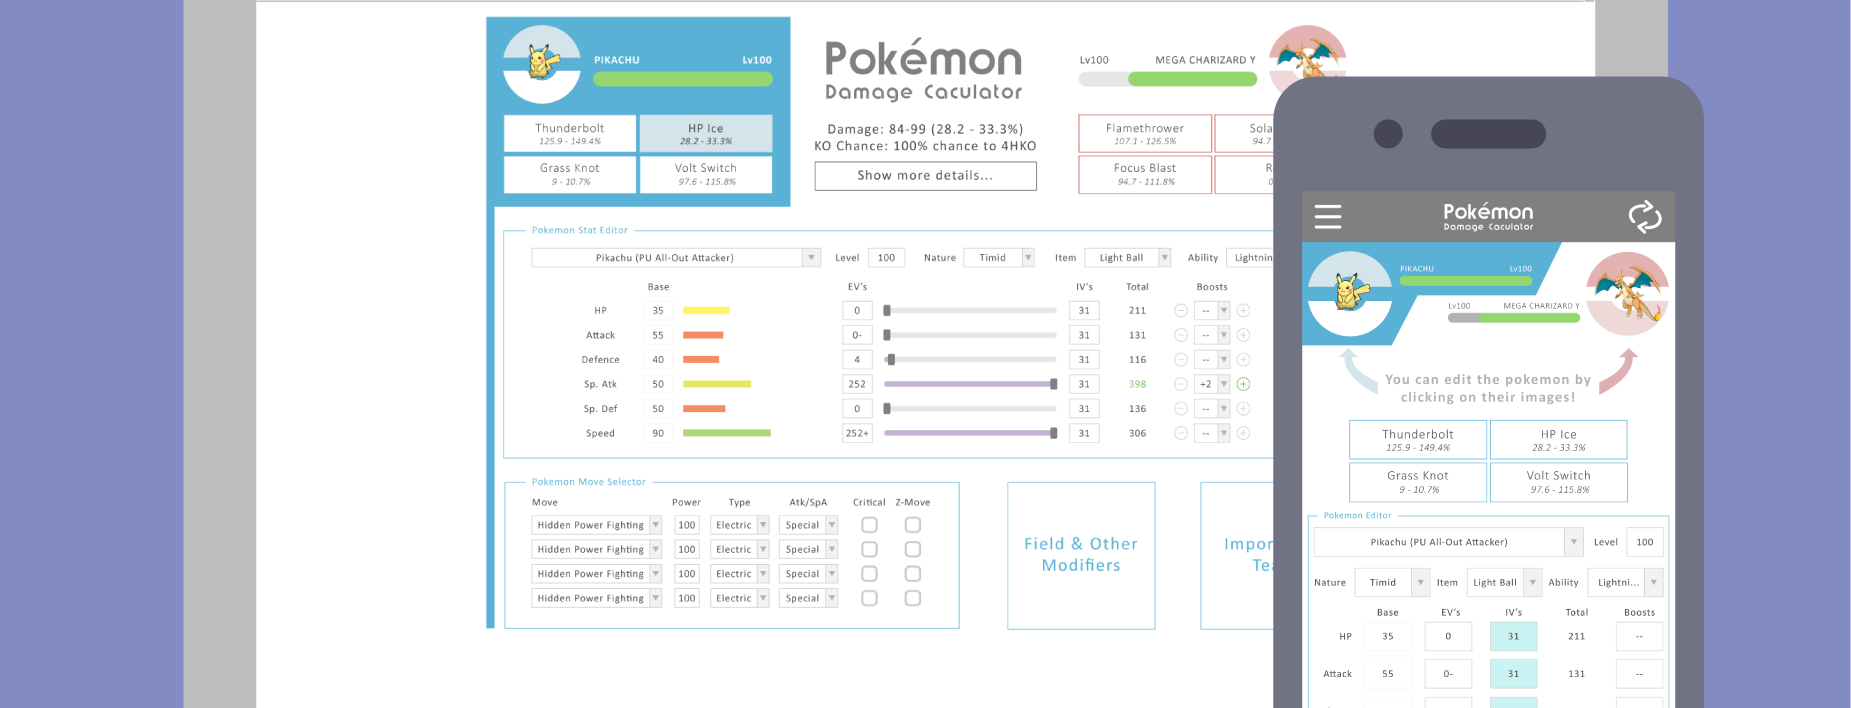 PIKACHU Lv100
Thunderbolt
125.9 - 149.4%
HP Ice
28.2 - 33.3%
Grass Knot
9 - 10.7%
Volt Switch
97.6 - 115.8%
Pokémon
Damage Caculator
Damage: 84-99 (28.2 - 33.3%)
KO Chance: 100% chance to 4HKO
Show more details...
Lv100 MEGA CHARIZARD Y
Flamethrower
107.1 - 126.5%
Sola
94.7
Focus Blast
94.7 - 111.8%
R
0
Pokemon Stat Editor
Pikachu (PU All-Out Attacker) Level 100 Nature Timid Item Light Ball Ability Lightnin
Base EV's IV's Total Boosts
HP 35 0 31 211 --
Attack 55 0- 31 131 --
Defence 40 4 31 116 --
Sp. Atk 50 252 31 398 +2
Sp. Def 50 0 31 136 --
Speed 90 252+ 31 306 --
Pokemon Move Selector
Move Power Type Atk/SpA Critical Z-Move
Hidden Power Fighting 100 Electric Special
Hidden Power Fighting 100 Electric Special
Hidden Power Fighting 100 Electric Special
Hidden Power Fighting 100 Electric Special
Field & Other
Modifiers
Impor
Tea
Pokémon
Damage Caculator
PIKACHU Lv100
Lv100 MEGA CHARIZARD Y
You can edit the pokemon by
clicking on their images!
Thunderbolt
125.9 - 149.4%
HP Ice
28.2 - 33.3%
Grass Knot
9 - 10.7%
Volt Switch
97.6 - 115.8%
Pokemon Editor
Pikachu (PU All-Out Attacker) Level 100
Nature Timid Item Light Ball Ability Lightni...
Base EV's IV's Total Boosts
HP 35 0 31 211 --
Attack 55 0- 31 131 --